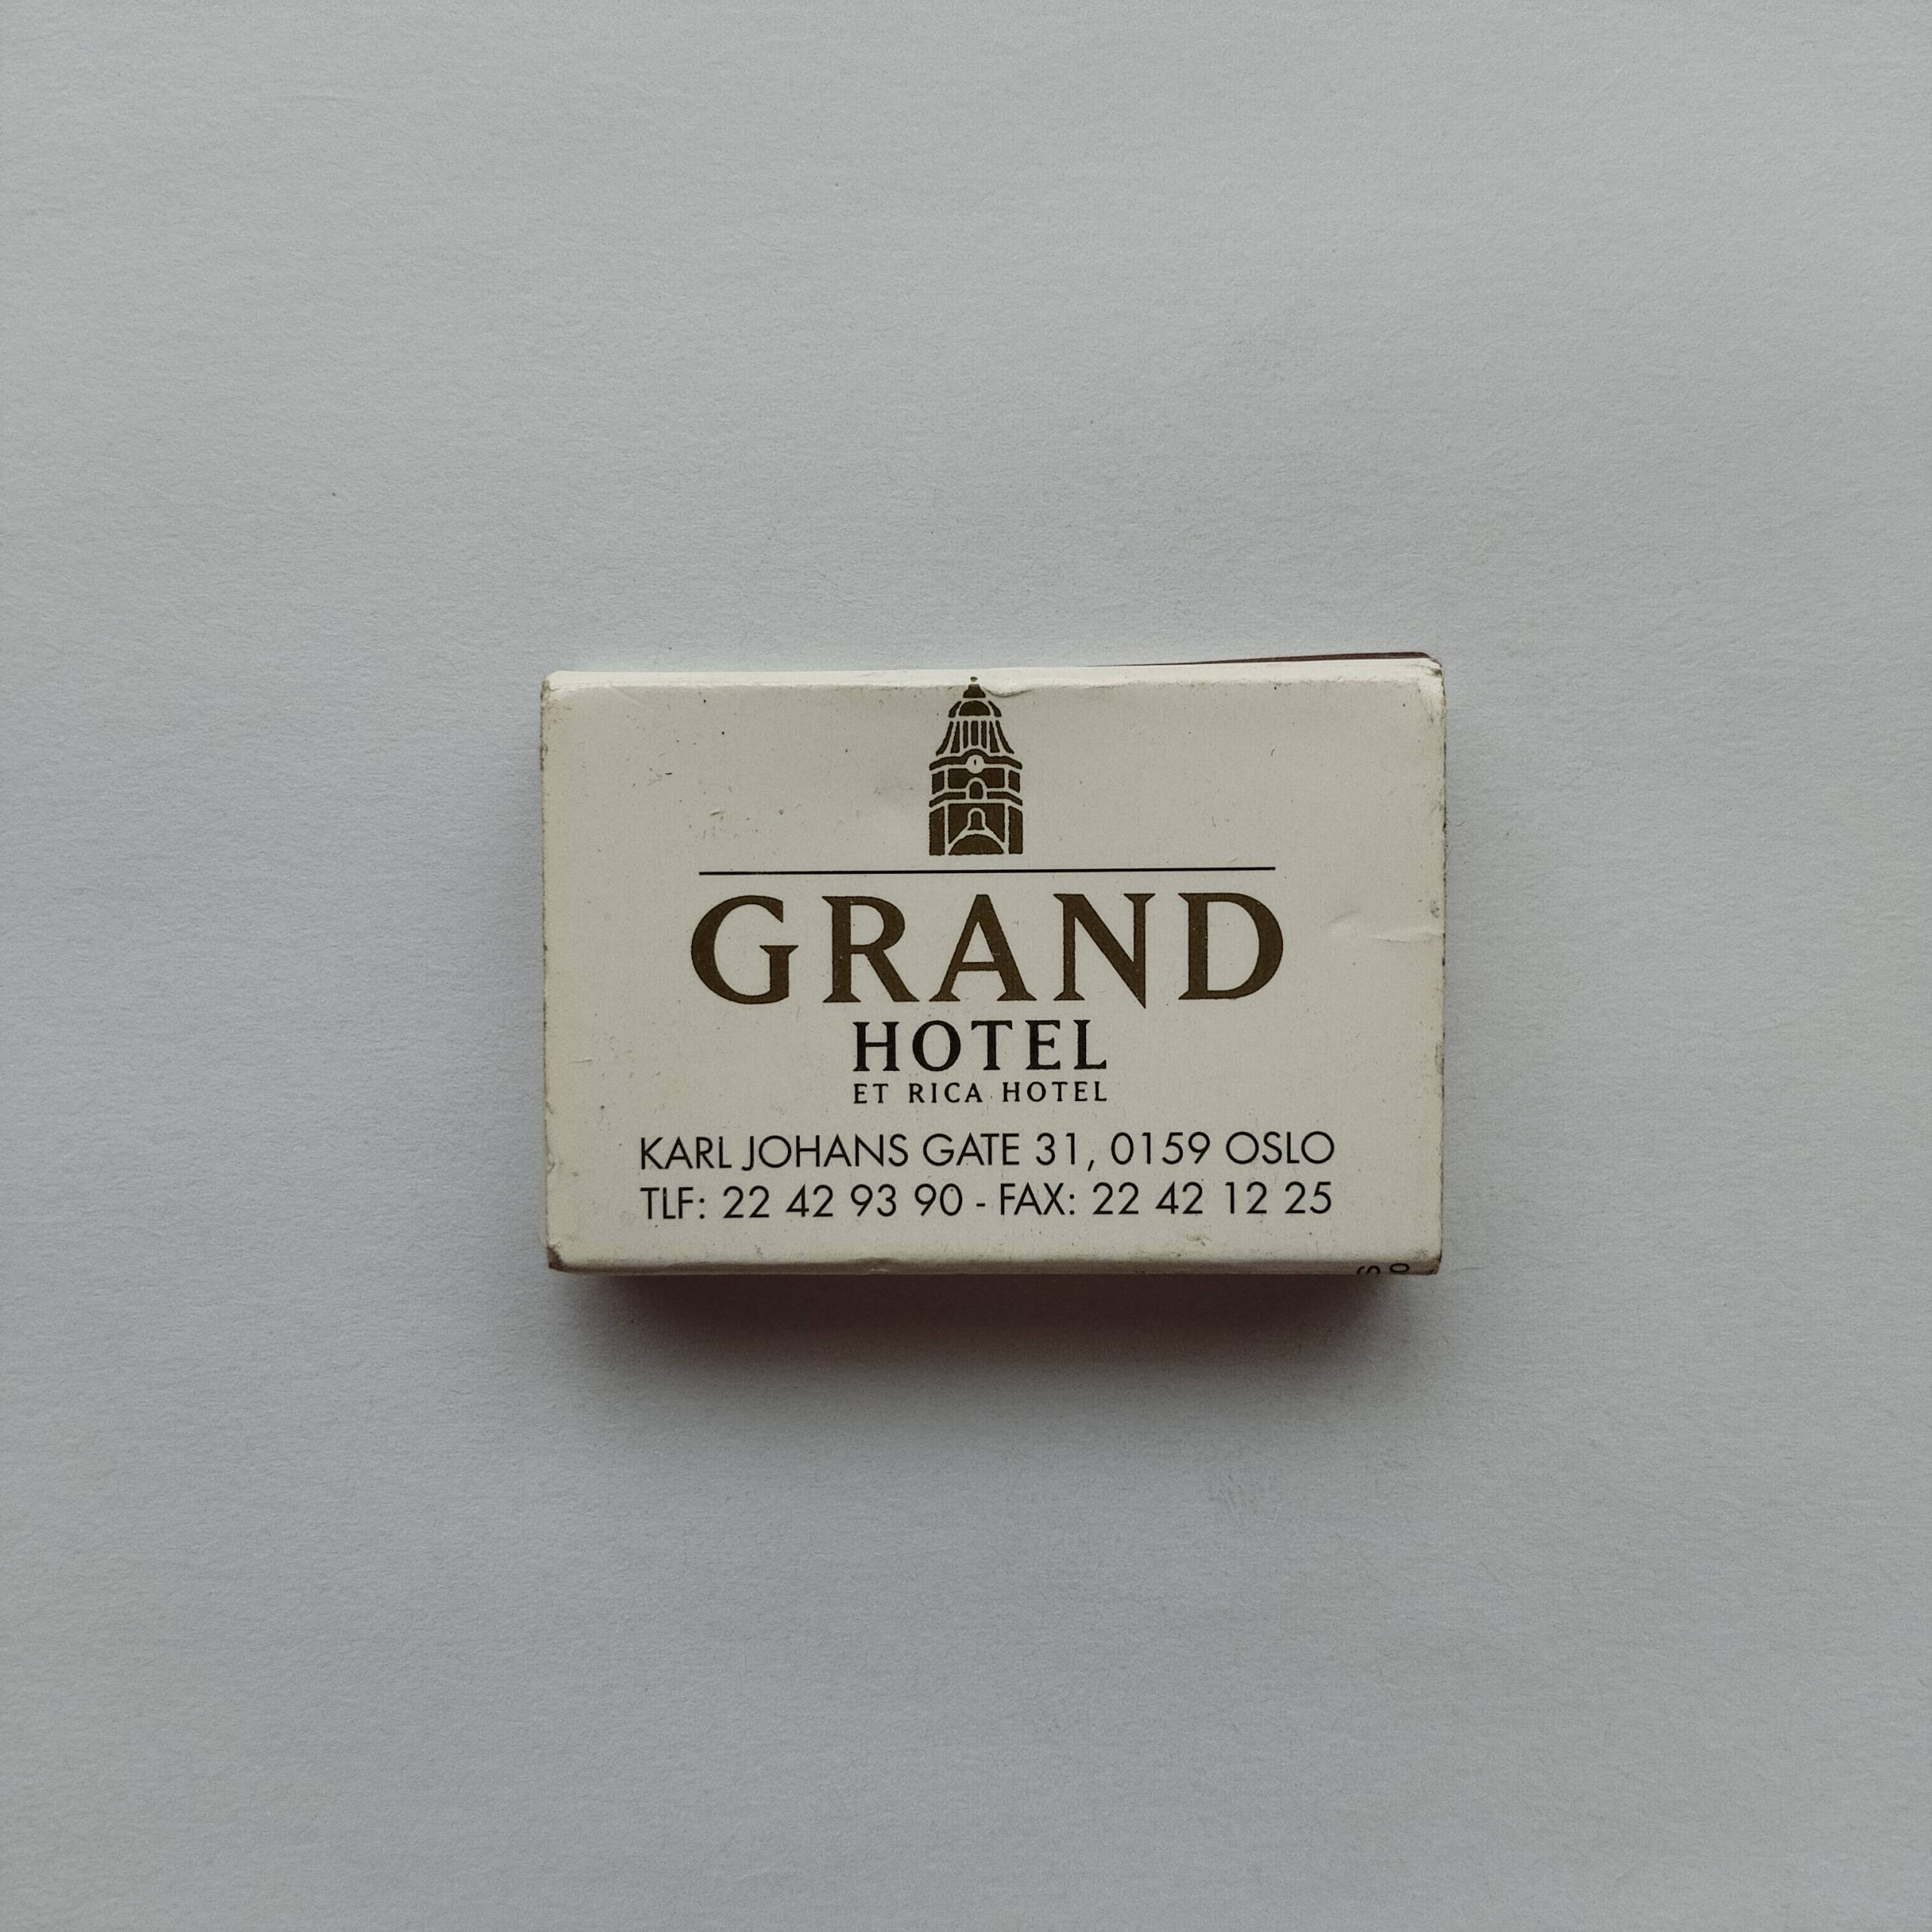 GRAND
HOTEL
ET RICA HOTEL
KARL JOHANS GATE 31, 0159 OSLO
TLF: 22 42 93 90 - FAX: 22 42 12 25